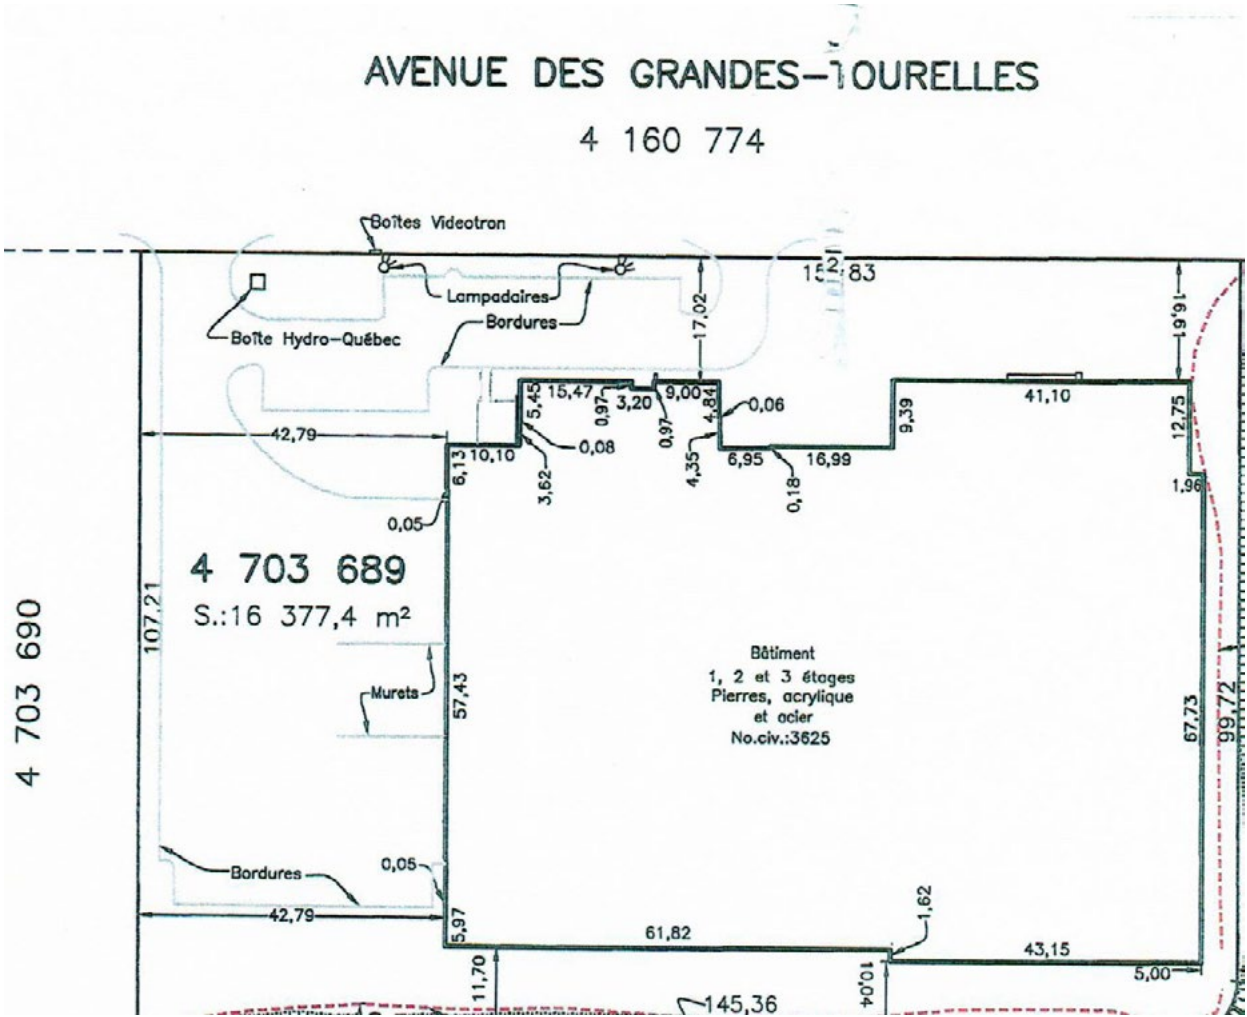 AVENUE DES GRANDES-TOURELLES
4 160 774
Boîtes Videotron
Lampadaires
Bordures
Boîte Hydro-Québec
17,02
16,61
15,47
0,97
3,20
0,97
9,00
4,84
0,06
5,45
0,08
3,62
4,35
6,95
0,18
16,99
9,39
41,10
12,75
1,96
42,79
6,13
10,10
0,05
4 703 689
S.:16 377,4 m²
107,21
4 703 690
Murets
57,43
Bâtiment
1, 2 et 3 étages
Pierres, acrylique
et acier
No.civ.:3625
67,73
99,72
0,05
Bordures
42,79
5,97
61,82
1,62
43,15
5,00
11,70
10,04
145,36